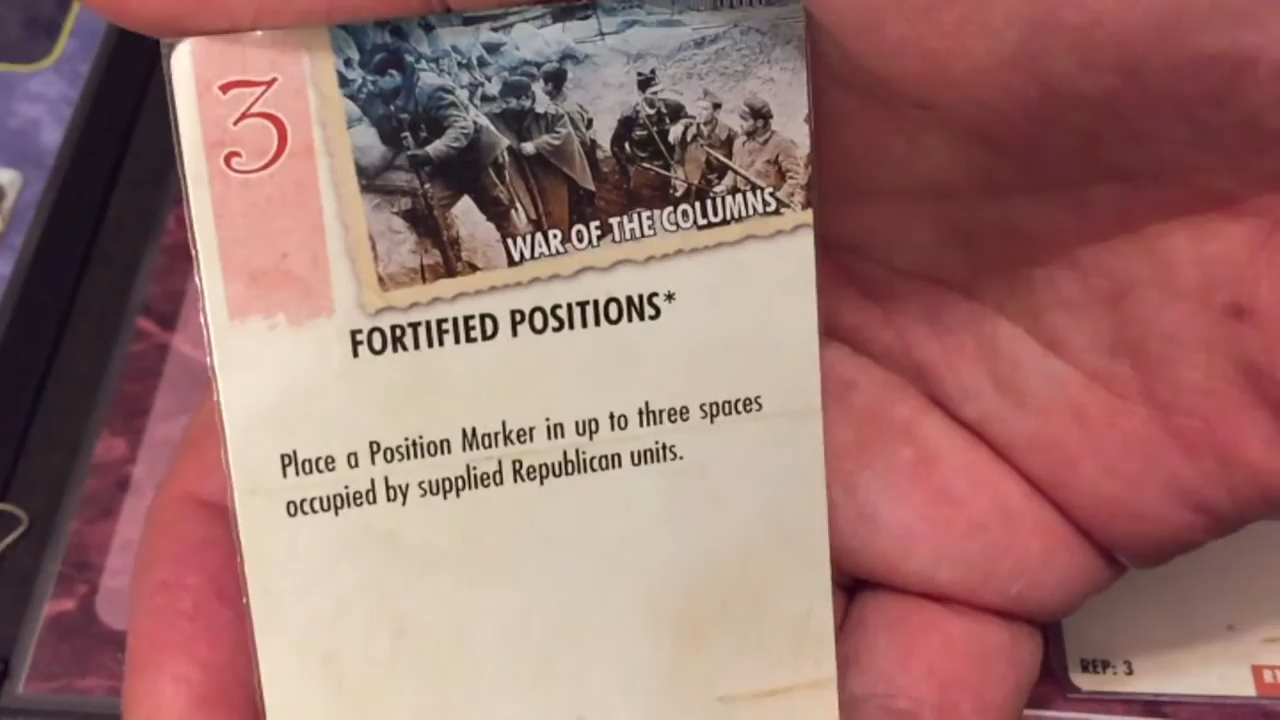 3
WAR OF THE COLUMNS
FORTIFIED POSITIONS*
Place a Position Marker in up to three spaces
occupied by supplied Republican units.
REP: 3